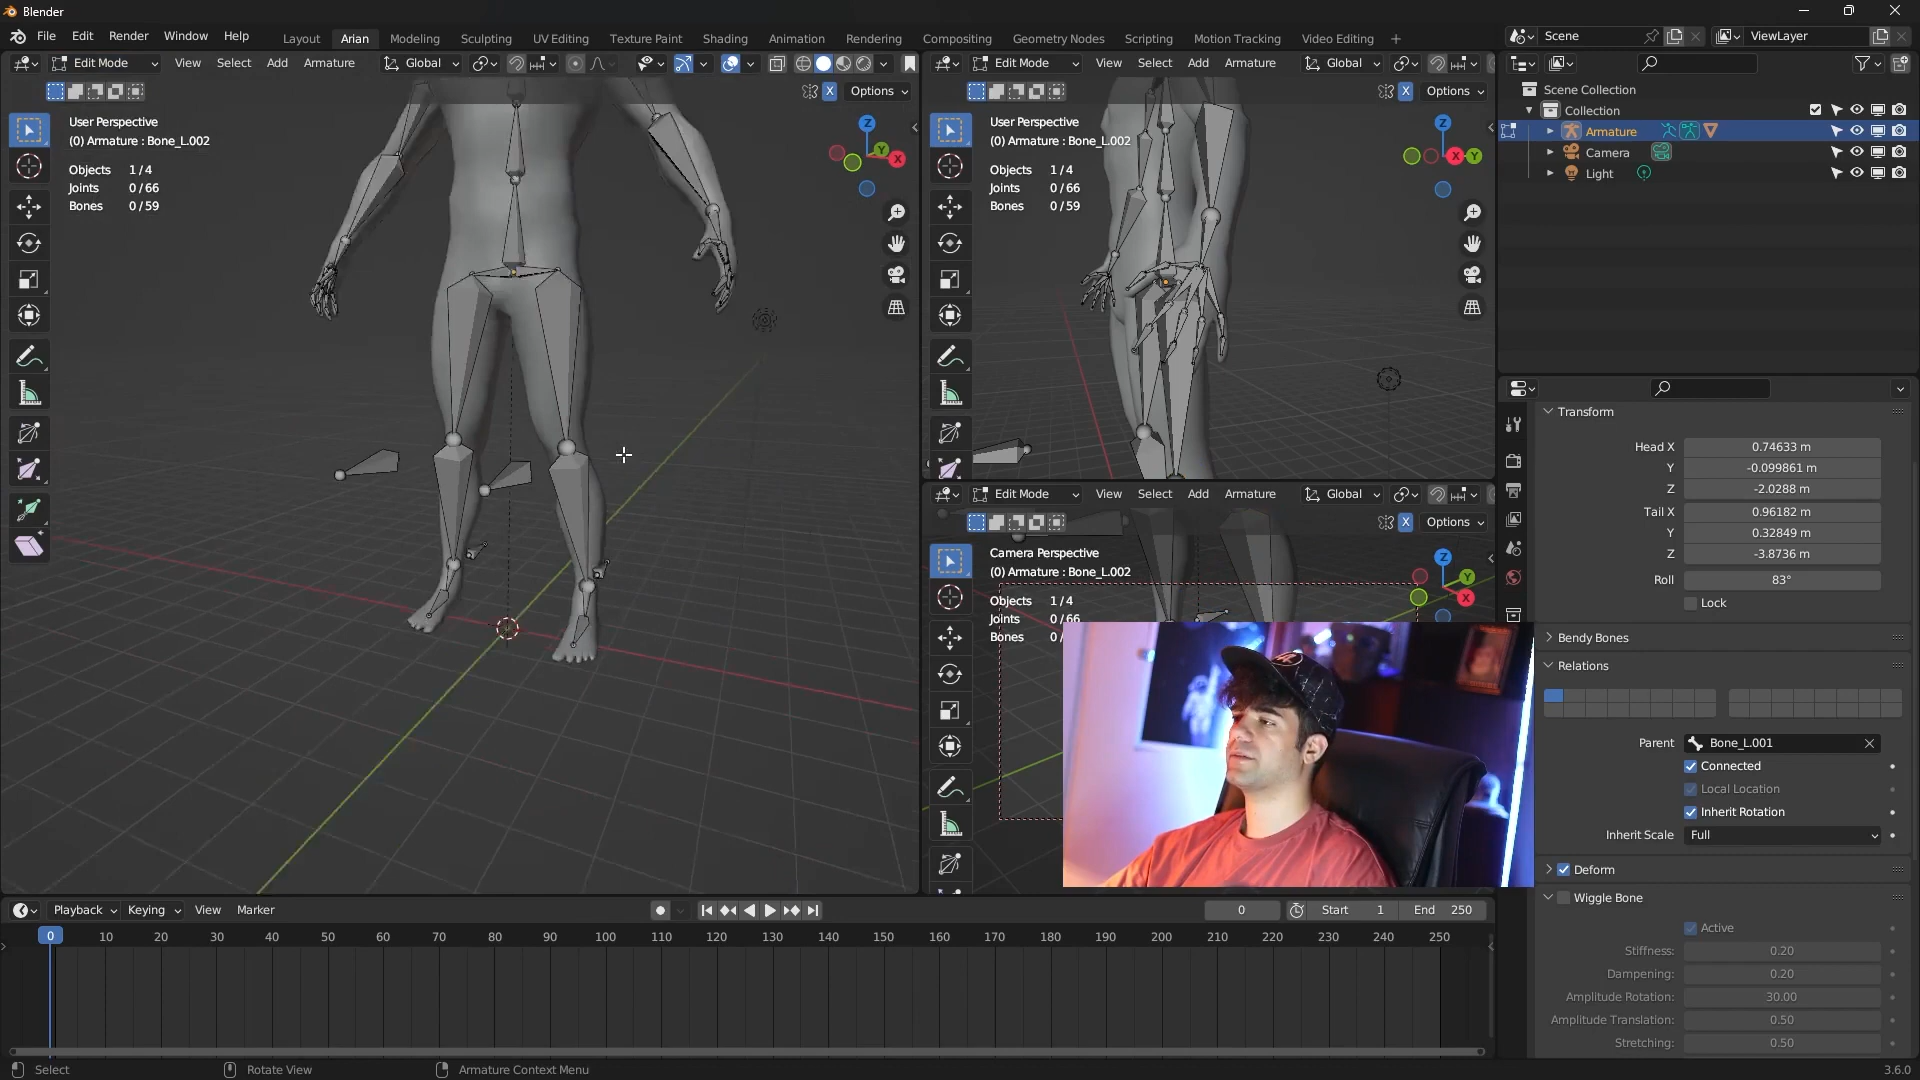 Blender
File Edit Render Window Help Layout Arian Modeling Sculpting UV Editing Texture Paint Shading Animation Rendering Compositing Geometry Nodes Scripting Motion Tracking Video Editing + Scene ViewLayer
Edit Mode View Select Add Armature Global
X Options
User Perspective
(0) Armature : Bone_L.002
Objects 1/4
Joints 0/66
Bones 0/59
Z
Y
X
Edit Mode View Select Add Armature Global
X Options
User Perspective
(0) Armature : Bone_L.002
Objects 1/4
Joints 0/66
Bones 0/59
Z
X Y
Edit Mode View Select Add Armature Global
X Options
Camera Perspective
(0) Armature : Bone_L.002
Objects 1/4
Joints 0/66
Bones 0/
Z
Y
X
Scene Collection
Collection
Armature
Camera
Light
Transform
Head X 0.74633 m
Y -0.099861 m
Z -2.0288 m
Tail X 0.96182 m
Y 0.32849 m
Z -3.8736 m
Roll 83°
Lock
Bendy Bones
Relations
Parent Bone_L.001
Connected
Local Location
Inherit Rotation
Inherit Scale Full
Deform
Wiggle Bone
Active
Stiffness: 0.20
Dampening: 0.20
Amplitude Rotation: 30.00
Amplitude Translation: 0.50
Stretching: 0.50
Playback Keying View Marker 0 Start 1 End 250
0 10 20 30 40 50 60 70 80 90 100 110 120 130 140 150 160 170 180 190 200 210 220 230 240 250
Select Rotate View Armature Context Menu 3.6.0